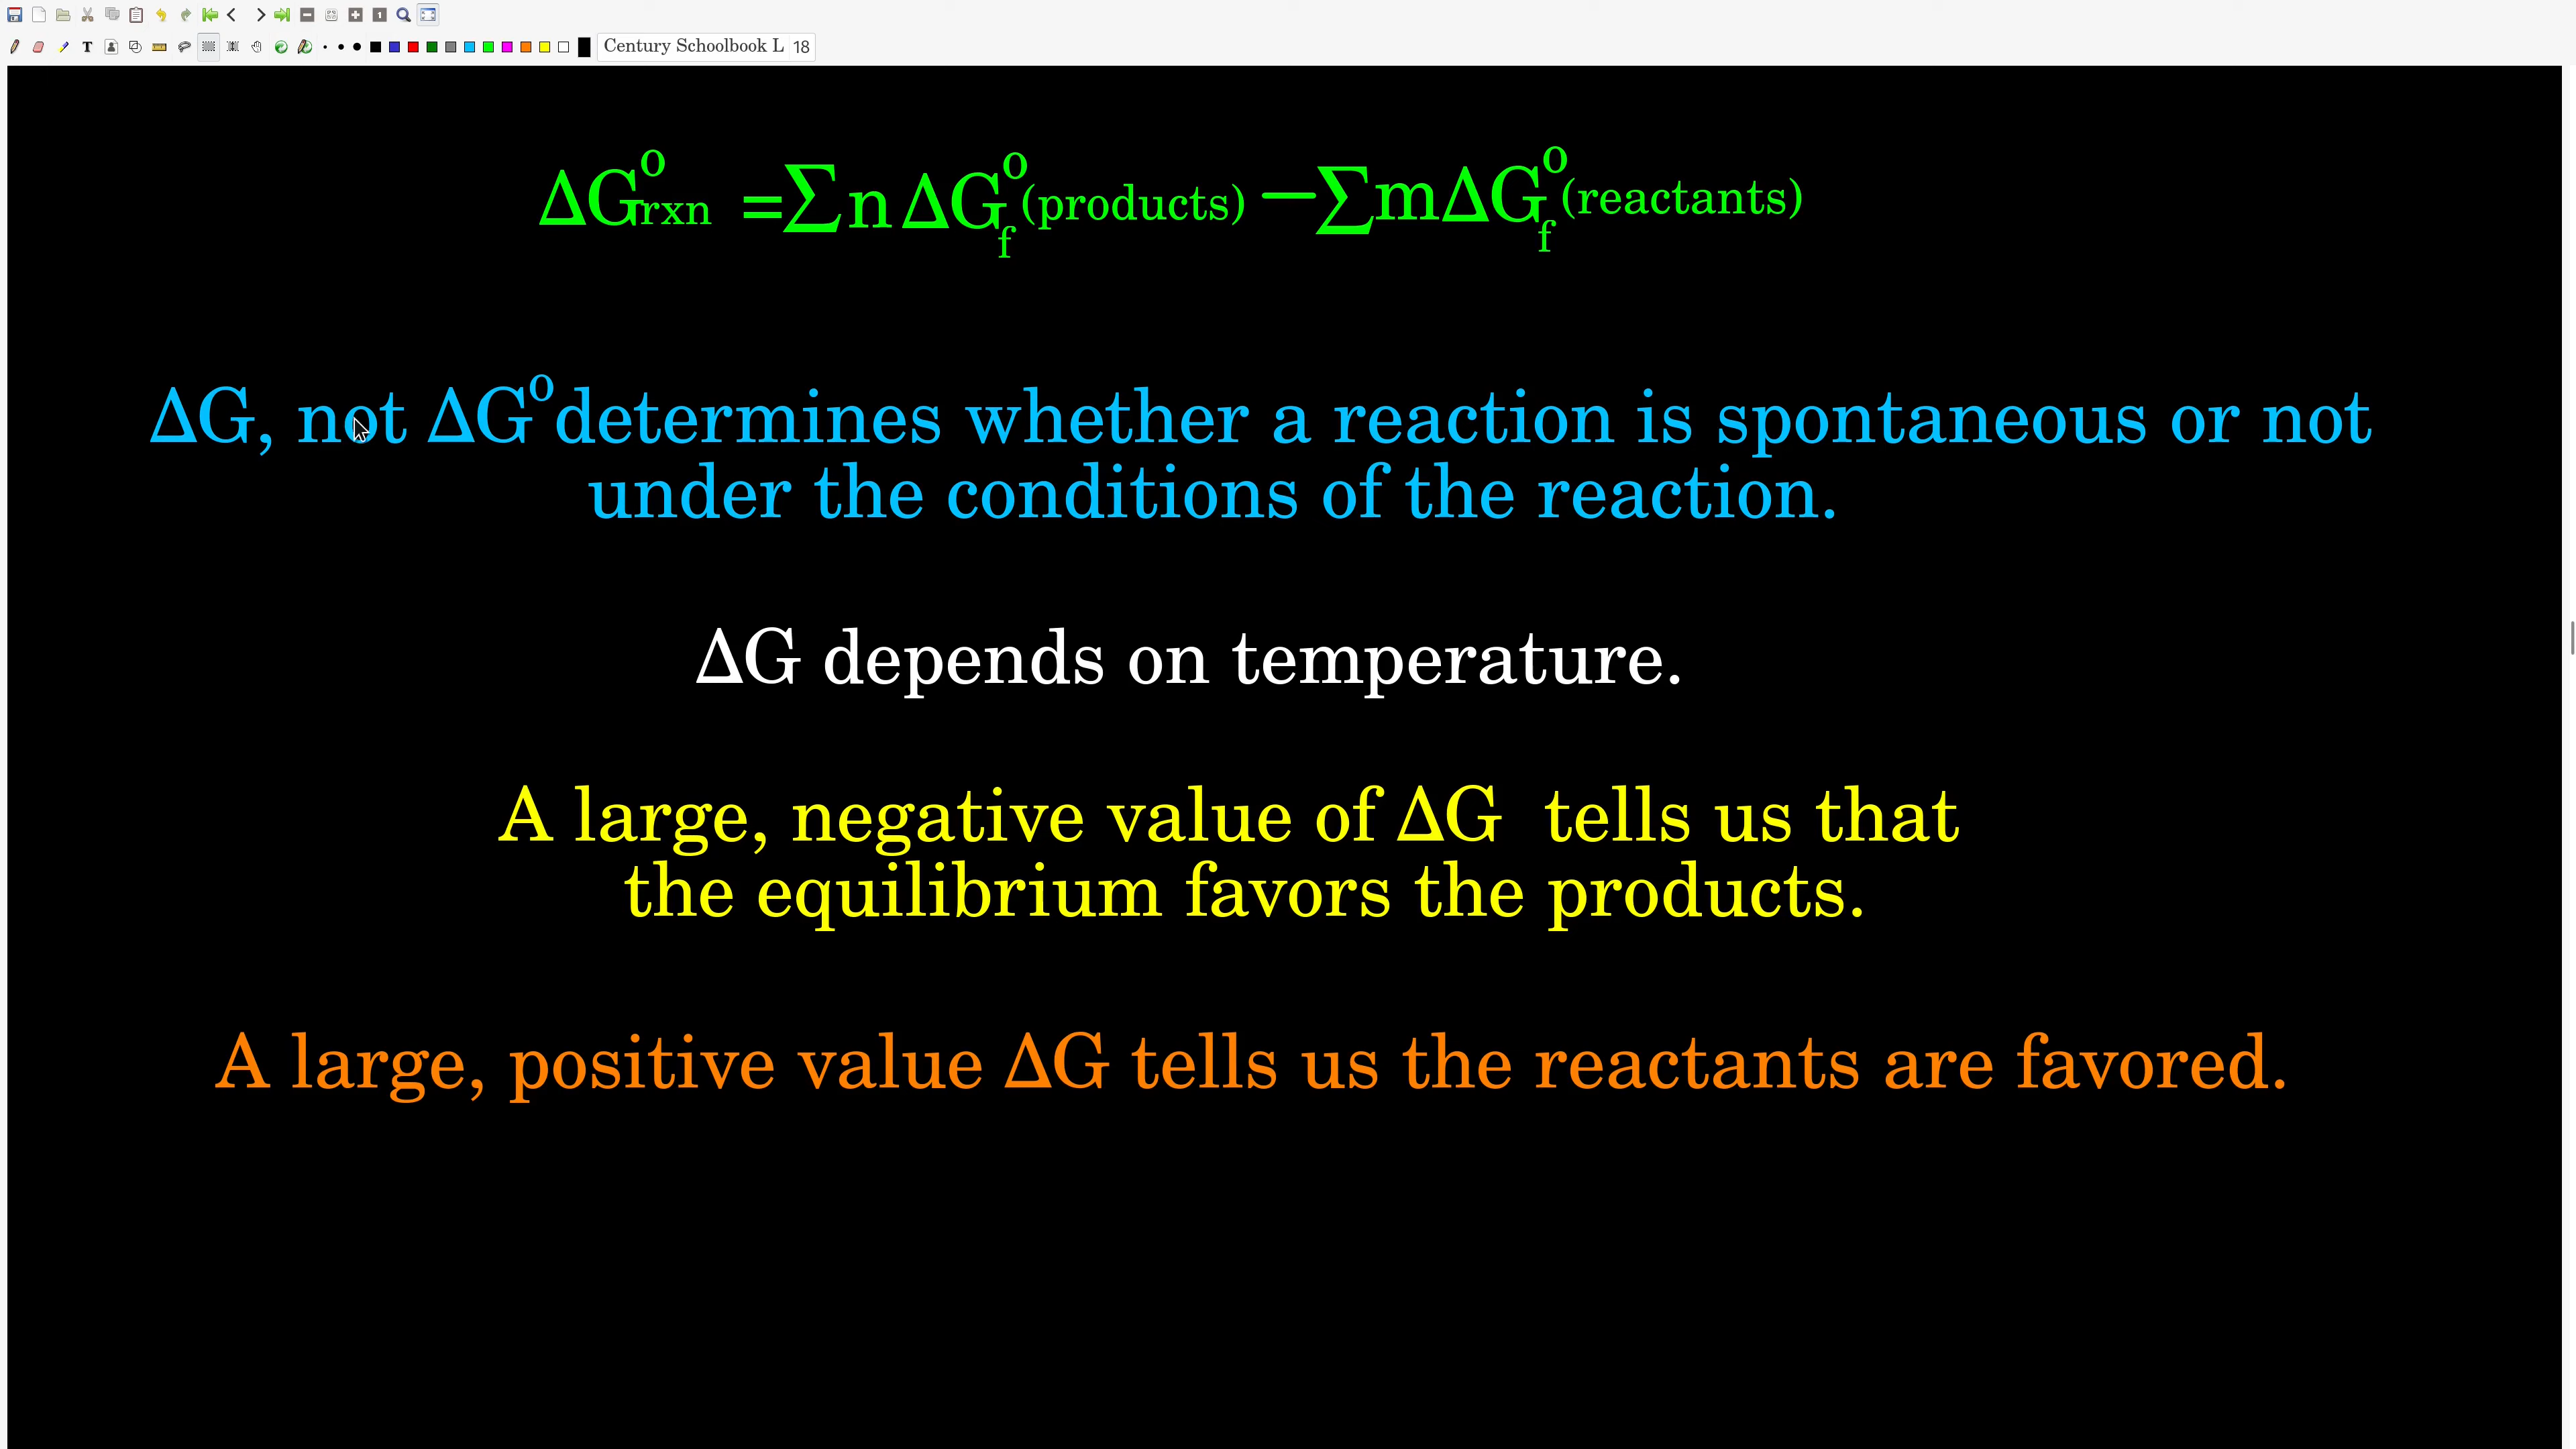 Century Schoolbook L 18
ΔG°rxn = Σn ΔG°f (products) − ΣmΔG°f (reactants)
ΔG, not ΔG° determines whether a reaction is spontaneous or not
under the conditions of the reaction.
ΔG depends on temperature.
A large, negative value of ΔG tells us that
the equilibrium favors the products.
A large, positive value ΔG tells us the reactants are favored.